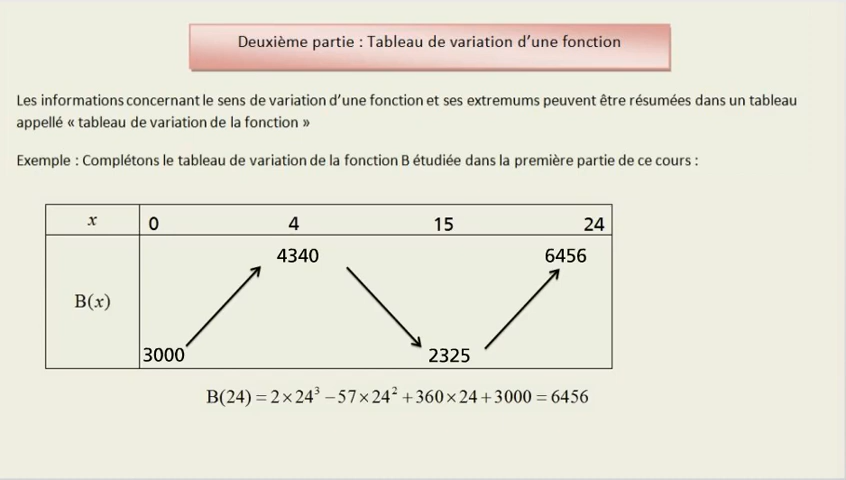 Deuxième partie : Tableau de variation d’une fonction
Les informations concernant le sens de variation d’une fonction et ses extremums peuvent être résumées dans un tableau
appellé « tableau de variation de la fonction »
Exemple : Complétons le tableau de variation de la fonction B étudiée dans la première partie de ce cours :
x 0 4 15 24
4340 6456
B(x)
3000 2325
B(24) = 2×24³ −57×24² +360×24+3000 = 6456